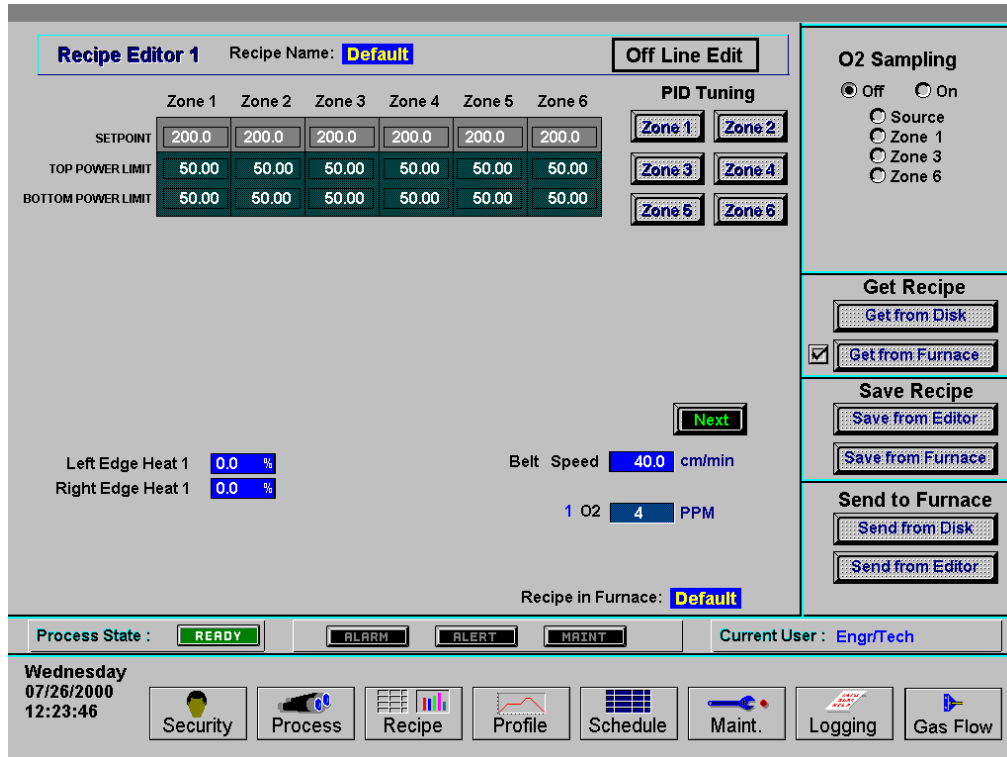 Recipe Editor 1 Recipe Name: Default Off Line Edit
Zone 1 Zone 2 Zone 3 Zone 4 Zone 5 Zone 6
SETPOINT 200.0 200.0 200.0 200.0 200.0 200.0
TOP POWER LIMIT 50.00 50.00 50.00 50.00 50.00 50.00
BOTTOM POWER LIMIT 50.00 50.00 50.00 50.00 50.00 50.00
PID Tuning
Zone 1 Zone 2
Zone 3 Zone 4
Zone 5 Zone 6
Next
Left Edge Heat 1 0.0 %
Right Edge Heat 1 0.0 %
Belt Speed 40.0 cm/min
1 O2 4 PPM
Recipe in Furnace: Default
O2 Sampling
Off On
Source
Zone 1
Zone 3
Zone 6
Get Recipe
Get from Disk
Get from Furnace
Save Recipe
Save from Editor
Save from Furnace
Send to Furnace
Send from Disk
Send from Editor
Process State : READY ALARM ALERT MAINT Current User : Engr/Tech
Wednesday
07/26/2000
12:23:46
Security Process Recipe Profile Schedule Maint. Logging Gas Flow